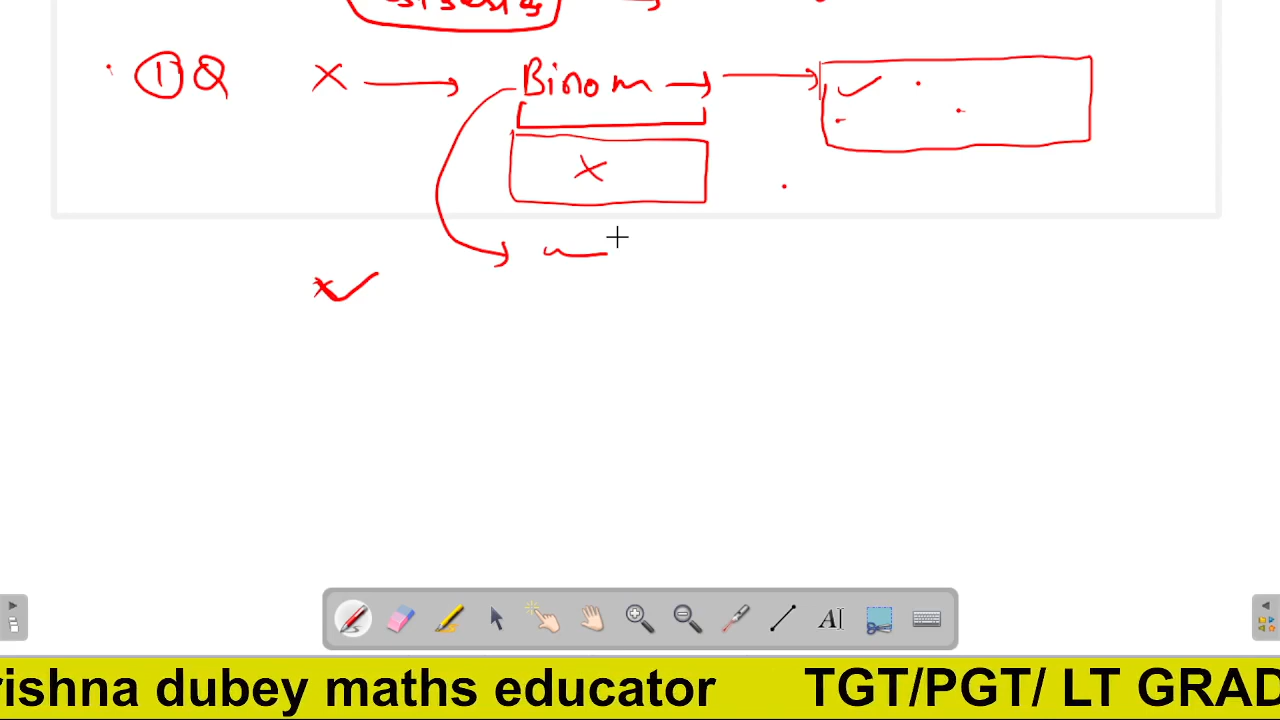 ① Q X → Binom → → ✓
X
x ✓
rishna dubey maths educator TGT/PGT/ LT GRAD